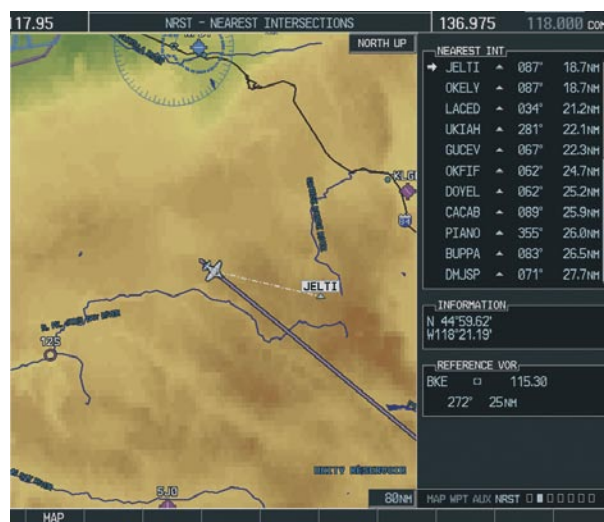 17.95 NRST - NEAREST INTERSECTIONS 136.975 118.000 COM
NORTH UP
NEAREST INT
JELTI 087° 18.7NM
OKELY 087° 18.7NM
LACED 034° 21.2NM
UKIAH 281° 22.1NM
GUCEV 067° 22.3NM
OKFIF 062° 24.7NM
DOYEL 062° 25.2NM
CACAB 089° 25.9NM
PIANO 355° 26.0NM
BUPPA 083° 26.5NM
DMJSP 071° 27.7NM
KLG
JELTI
12S
INFORMATION
N 44°59.62'
W118°21.19'
REFERENCE VOR
BKE 115.30
272° 25NM
UNITY RESERVOIR
5J0
80NM
MAP WPT AUX NRST
MAP